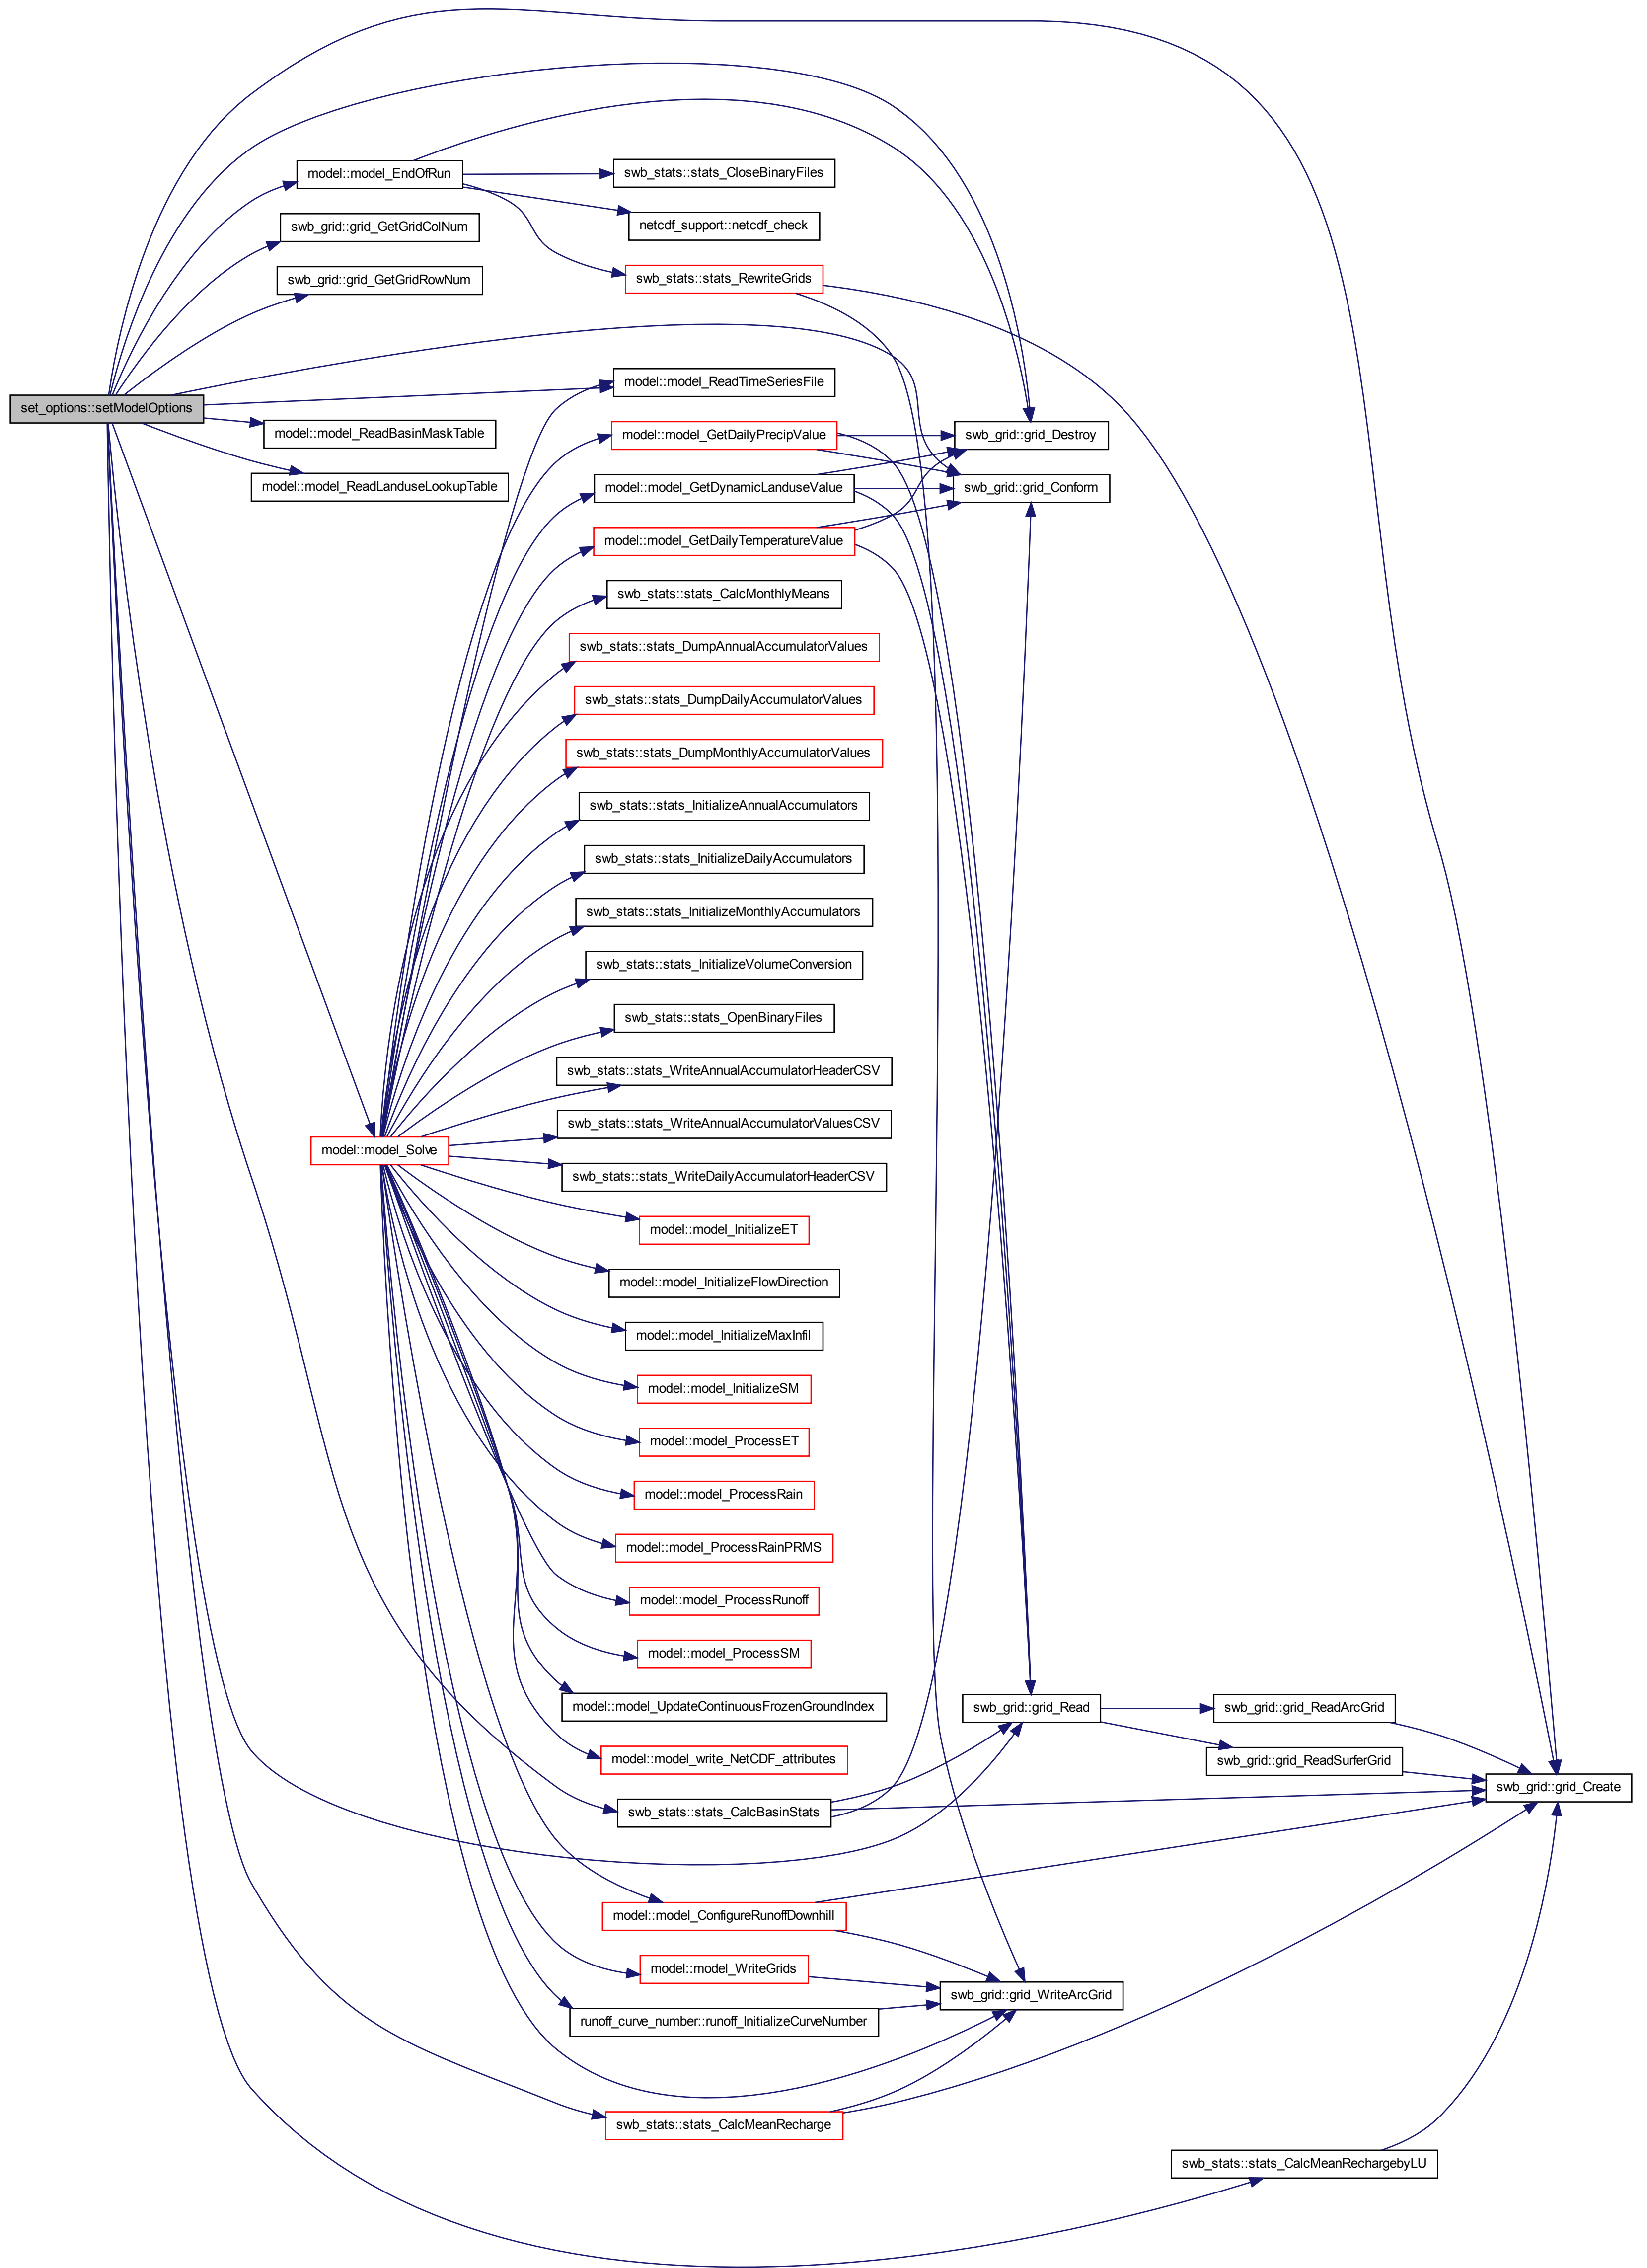 model::model_EndOfRun
swb_stats::stats_CloseBinaryFiles
netcdf_support::netcdf_check
swb_grid::grid_GetGridColNum
swb_grid::grid_GetGridRowNum
swb_stats::stats_RewriteGrids
set_options::setModelOptions
model::model_ReadTimeSeriesFile
model::model_ReadBasinMaskTable
model::model_GetDailyPrecipValue
swb_grid::grid_Destroy
model::model_ReadLanduseLookupTable
model::model_GetDynamicLanduseValue
swb_grid::grid_Conform
model::model_GetDailyTemperatureValue
swb_stats::stats_CalcMonthlyMeans
swb_stats::stats_DumpAnnualAccumulatorValues
swb_stats::stats_DumpDailyAccumulatorValues
swb_stats::stats_DumpMonthlyAccumulatorValues
swb_stats::stats_InitializeAnnualAccumulators
swb_stats::stats_InitializeDailyAccumulators
swb_stats::stats_InitializeMonthlyAccumulators
swb_stats::stats_InitializeVolumeConversion
swb_stats::stats_OpenBinaryFiles
swb_stats::stats_WriteAnnualAccumulatorHeaderCSV
swb_stats::stats_WriteAnnualAccumulatorValuesCSV
model::model_Solve
swb_stats::stats_WriteDailyAccumulatorHeaderCSV
model::model_InitializeET
model::model_InitializeFlowDirection
model::model_InitializeMaxInfil
model::model_InitializeSM
model::model_ProcessET
model::model_ProcessRain
model::model_ProcessRainPRMS
model::model_ProcessRunoff
model::model_ProcessSM
model::model_UpdateContinuousFrozenGroundIndex
swb_grid::grid_Read
swb_grid::grid_ReadArcGrid
model::model_write_NetCDF_attributes
swb_grid::grid_ReadSurferGrid
swb_grid::grid_Create
swb_stats::stats_CalcBasinStats
model::model_ConfigureRunoffDownhill
model::model_WriteGrids
swb_grid::grid_WriteArcGrid
runoff_curve_number::runoff_InitializeCurveNumber
swb_stats::stats_CalcMeanRecharge
swb_stats::stats_CalcMeanRechargebyLU